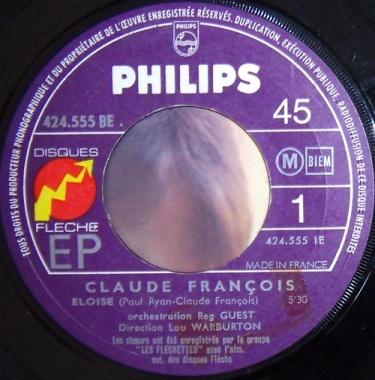 TOUS DROITS DU PRODUCTEUR PHONOGRAPHIQUE ET DU PROPRIÉTAIRE DE L'ŒUVRE ENREGISTRÉE RÉSERVÉS. DUPLICATION, EXÉCUTION PUBLIQUE, RADIODIFFUSION DE CE DISQUE INTERDITES
PHILIPS
PHILIPS
424.555 BE.
45
DISQUES
FLECHE
EP
M BIEM
1
424.555 1E
MADE IN FRANCE
CLAUDE FRANÇOIS
ELOISE (Paul Ryan-Claude François) 5'30
orchestration Reg GUEST
Direction Lou WARBURTON
Les chœurs ont été enregistrés par le groupe
"LES FLECHETTES" avec l'aim.
aut. des disques Flèche